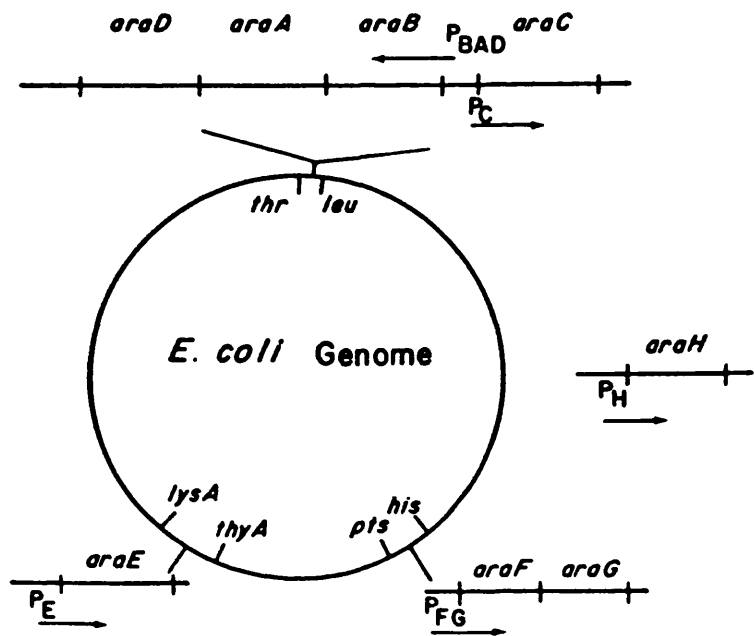 araD araA araB P_BAD araC
P_C
thr leu
E. coli Genome
araH
P_H
lysA thyA pts his
araE
P_E
araF araG
P_FG